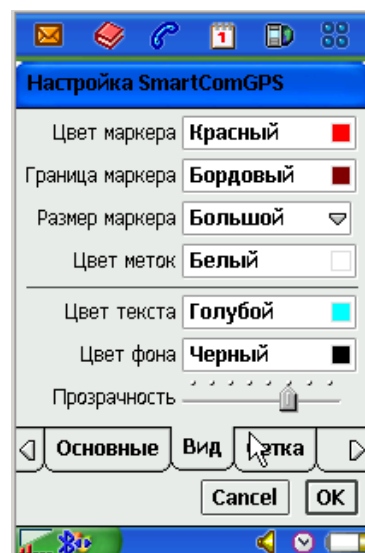 1
Настройка SmartComGPS
Цвет маркера Красный
Граница маркера Бордовый
Размер маркера Большой
Цвет меток Белый
Цвет текста Голубой
Цвет фона Черный
Прозрачность
Основные Вид
Cancel OK